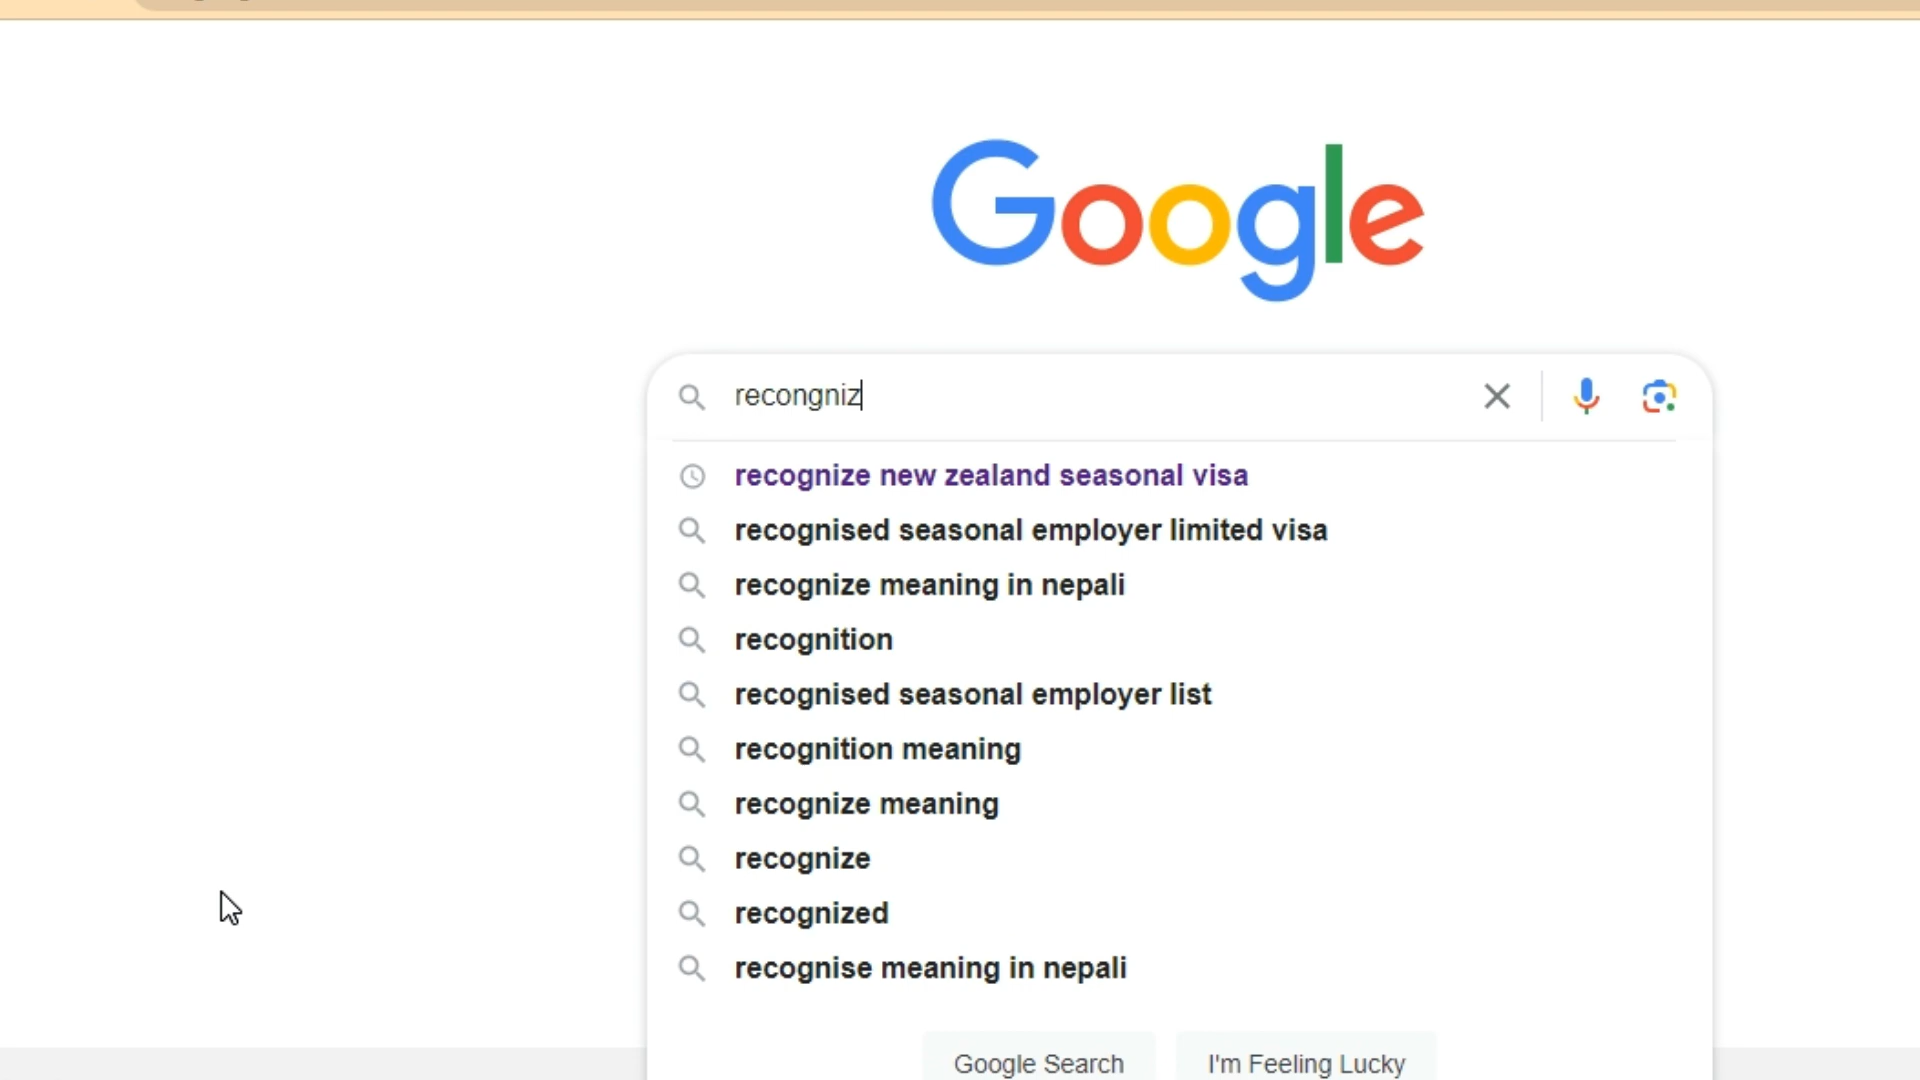 Google
recongniz
recognize new zealand seasonal visa
recognised seasonal employer limited visa
recognize meaning in nepali
recognition
recognised seasonal employer list
recognition meaning
recognize meaning
recognize
recognized
recognise meaning in nepali
Google Search
I'm Feeling Lucky